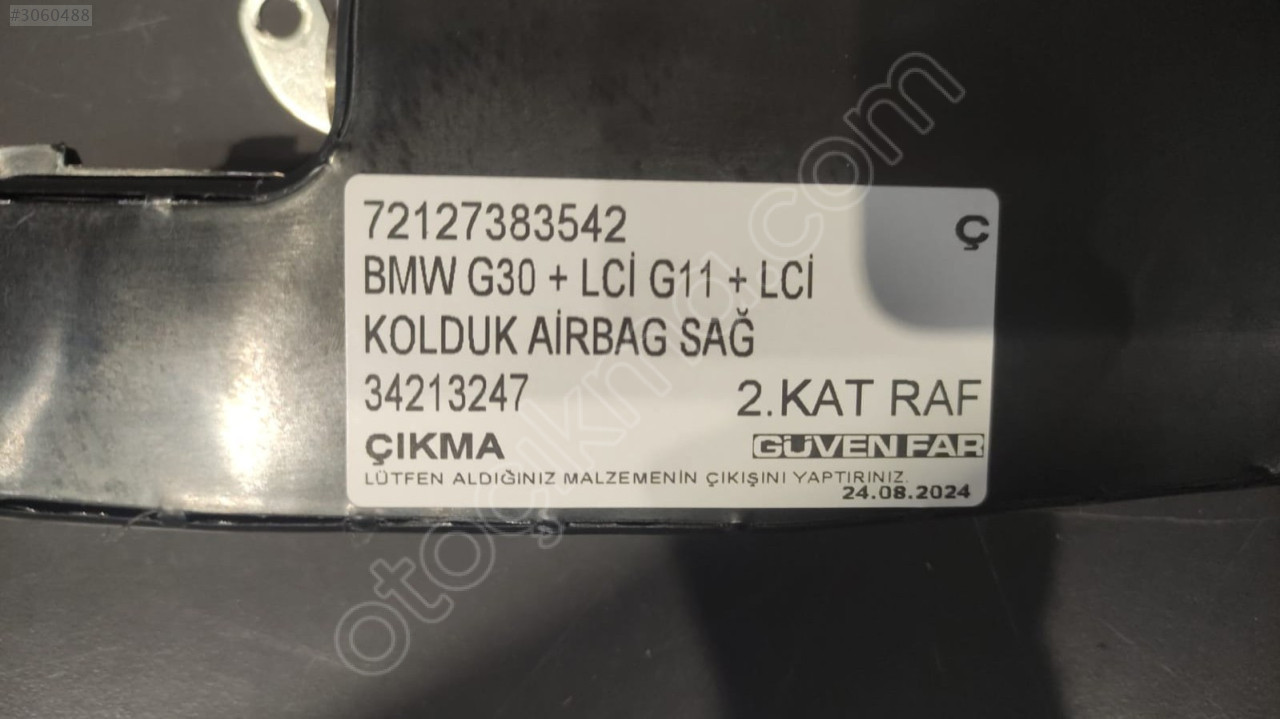 #3060488
72127383542
Ç
BMW G30 + LCİ G11 + LCİ
KOLDUK AİRBAG SAĞ
34213247
2.KAT RAF
ÇIKMA
GÜVEN FAR
LÜTFEN ALDIĞINIZ MALZEMENİN ÇIKIŞINI YAPTIRINIZ.
24.08.2024
otoçıkma.com